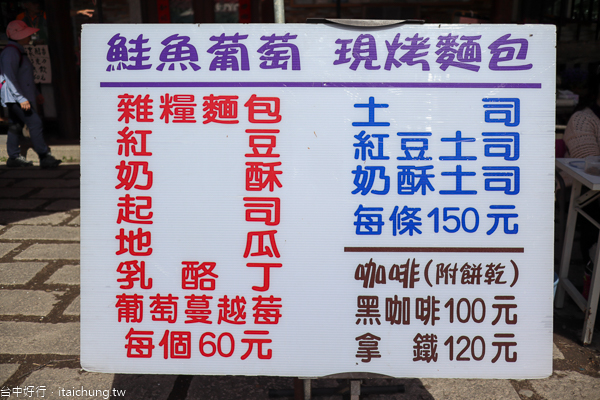 鮭魚葡萄 現烤麵包
雜糧麵包
紅豆
奶酥
起司
地瓜
乳酪丁
葡萄蔓越莓
每個60元
土司
紅豆土司
奶酥土司
每條150元
咖啡(附餅乾)
黑咖啡100元
拿鐵120元
台中好行．itaichung.tw